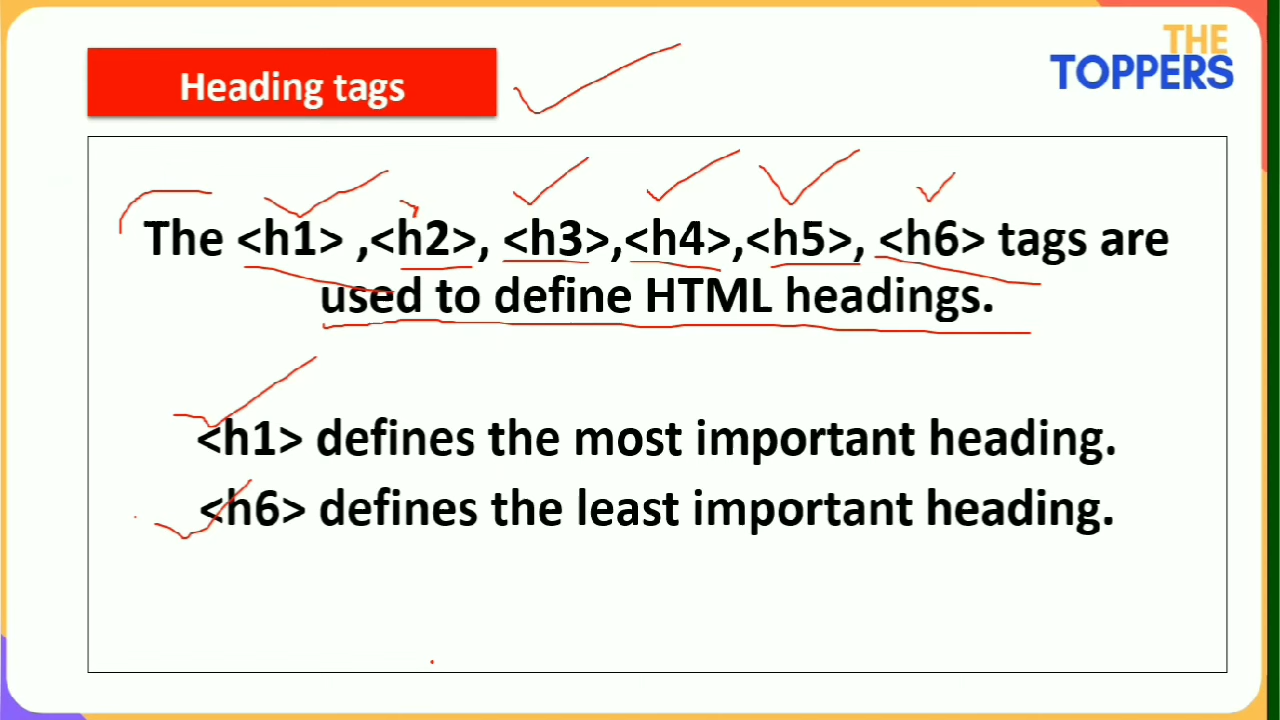 THE
TOPPERS
Heading tags
The <h1> ,<h2>, <h3>,<h4>,<h5>, <h6> tags are
used to define HTML headings.
<h1> defines the most important heading.
<h6> defines the least important heading.